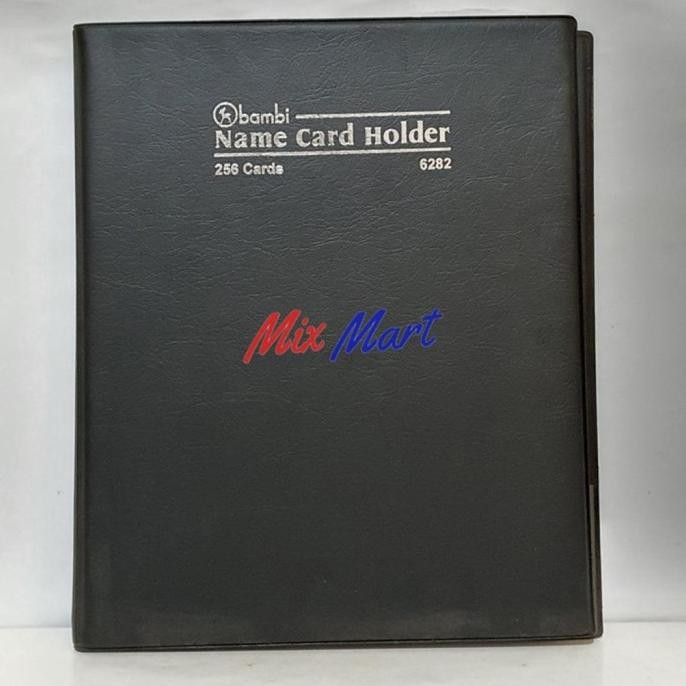 bambi
Name Card Holder
256 Cards 6282
Mix Mart